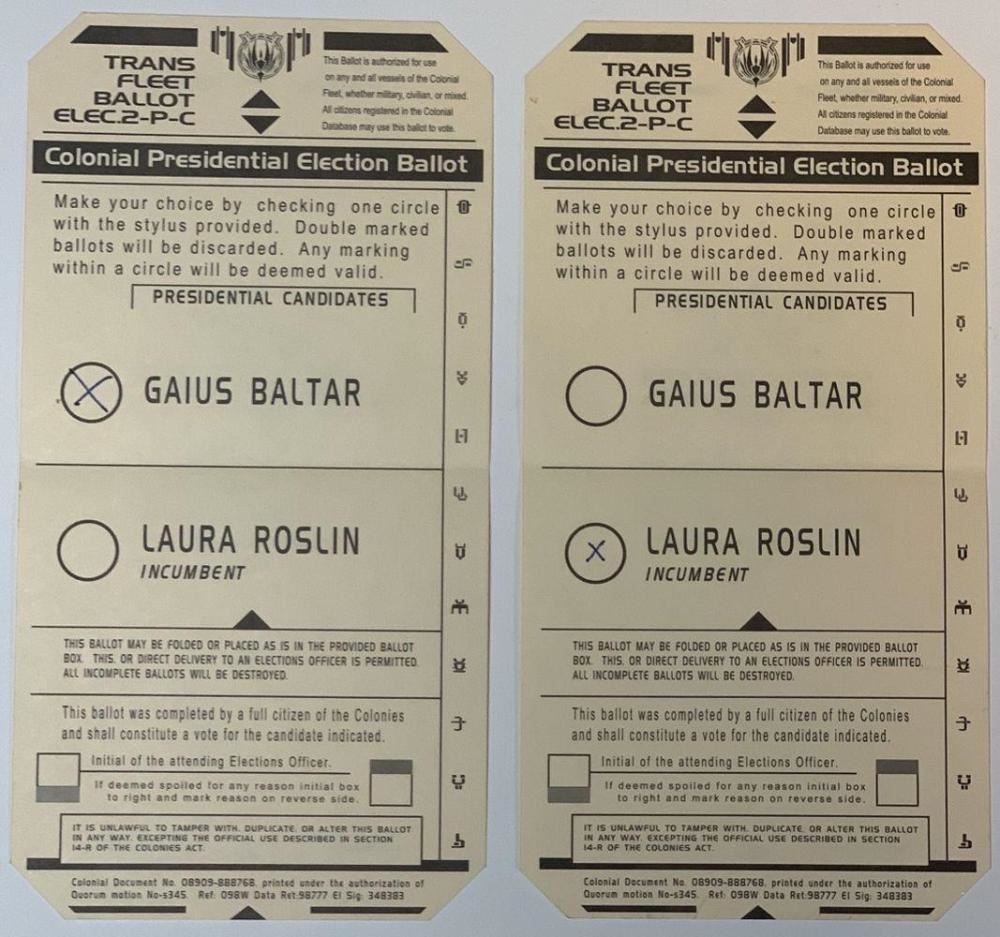 TRANS
FLEET
BALLOT
ELEC.2-P-C
This Ballot is authorized for use
on any and all vessels of the Colonial
Fleet, whether military, civilian, or mixed.
All citizens registered in the Colonial
Database may use this ballot to vote.
Colonial Presidential Election Ballot
Make your choice by checking one circle
with the stylus provided. Double marked
ballots will be discarded. Any marking
within a circle will be deemed valid.
PRESIDENTIAL CANDIDATES
GAIUS BALTAR
LAURA ROSLIN
INCUMBENT
THIS BALLOT MAY BE FOLDED OR PLACED AS IS IN THE PROVIDED BALLOT
BOX. THIS, OR DIRECT DELIVERY TO AN ELECTIONS OFFICER IS PERMITTED.
ALL INCOMPLETE BALLOTS WILL BE DESTROYED.
This ballot was completed by a full citizen of the Colonies
and shall constitute a vote for the candidate indicated.
Initial of the attending Elections Officer.
If deemed spoiled for any reason initial box
to right and mark reason on reverse side.
IT IS UNLAWFUL TO TAMPER WITH, DUPLICATE, OR ALTER THIS BALLOT
IN ANY WAY, EXCEPTING THE OFFICIAL USE DESCRIBED IN SECTION
14-R OF THE COLONIES ACT.
Colonial Document No. 08909-888768, printed under the authorization of
Quorum motion No-s345. Ref: 098W Data Ret:98777 El Sig: 348383
TRANS
FLEET
BALLOT
ELEC.2-P-C
This Ballot is authorized for use
on any and all vessels of the Colonial
Fleet, whether military, civilian, or mixed.
All citizens registered in the Colonial
Database may use this ballot to vote.
Colonial Presidential Election Ballot
Make your choice by checking one circle
with the stylus provided. Double marked
ballots will be discarded. Any marking
within a circle will be deemed valid.
PRESIDENTIAL CANDIDATES
GAIUS BALTAR
LAURA ROSLIN
INCUMBENT
THIS BALLOT MAY BE FOLDED OR PLACED AS IS IN THE PROVIDED BALLOT
BOX. THIS, OR DIRECT DELIVERY TO AN ELECTIONS OFFICER IS PERMITTED.
ALL INCOMPLETE BALLOTS WILL BE DESTROYED.
This ballot was completed by a full citizen of the Colonies
and shall constitute a vote for the candidate indicated.
Initial of the attending Elections Officer.
If deemed spoiled for any reason initial box
to right and mark reason on reverse side.
IT IS UNLAWFUL TO TAMPER WITH, DUPLICATE, OR ALTER THIS BALLOT
IN ANY WAY, EXCEPTING THE OFFICIAL USE DESCRIBED IN SECTION
14-R OF THE COLONIES ACT.
Colonial Document No. 08909-888768, printed under the authorization of
Quorum motion No-s345. Ref: 098W Data Ret:98777 El Sig: 348383